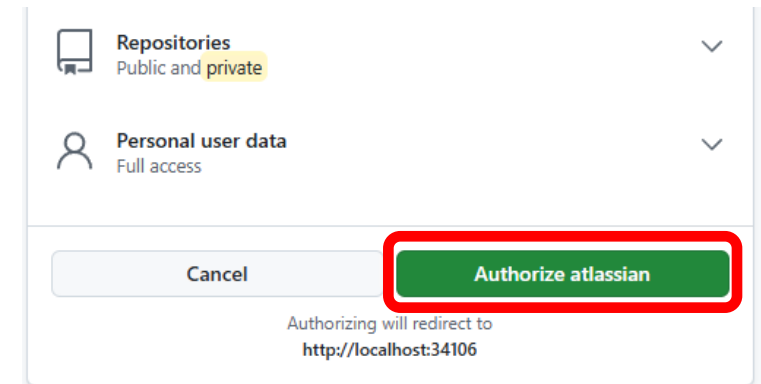 Repositories
Public and private
Personal user data
Full access
Cancel
Authorize atlassian
Authorizing will redirect to
http://localhost:34106